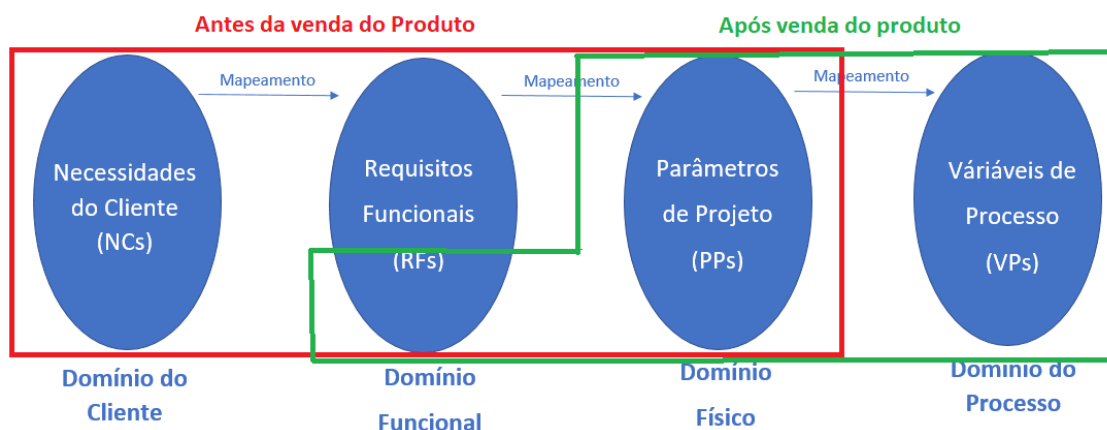 Antes da venda do Produto
Após venda do produto
Mapeamento
Mapeamento
Mapeamento
Necessidades
do Cliente
(NCs)
Requisitos
Funcionais
(RFs)
Parâmetros
de Projeto
(PPs)
Váriáveis de
Processo
(VPs)
Domínio do
Cliente
Domínio
Funcional
Domínio
Físico
Domínio do
Processo